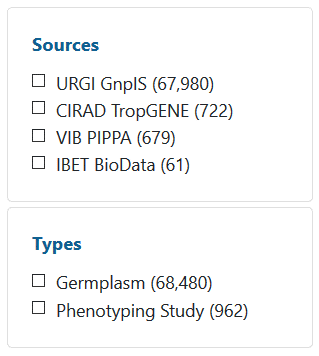 Sources
URGI GnpIS (67,980)
CIRAD TropGENE (722)
VIB PIPPA (679)
IBET BioData (61)
Types
Germplasm (68,480)
Phenotyping Study (962)